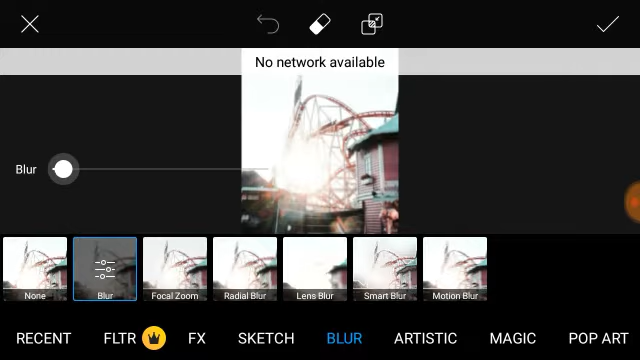 No network available
Blur
None
Blur
Focal Zoom
Radial Blur
Lens Blur
Smart Blur
Motion Blur
RECENT
FLTR
FX
SKETCH
BLUR
ARTISTIC
MAGIC
POP ART